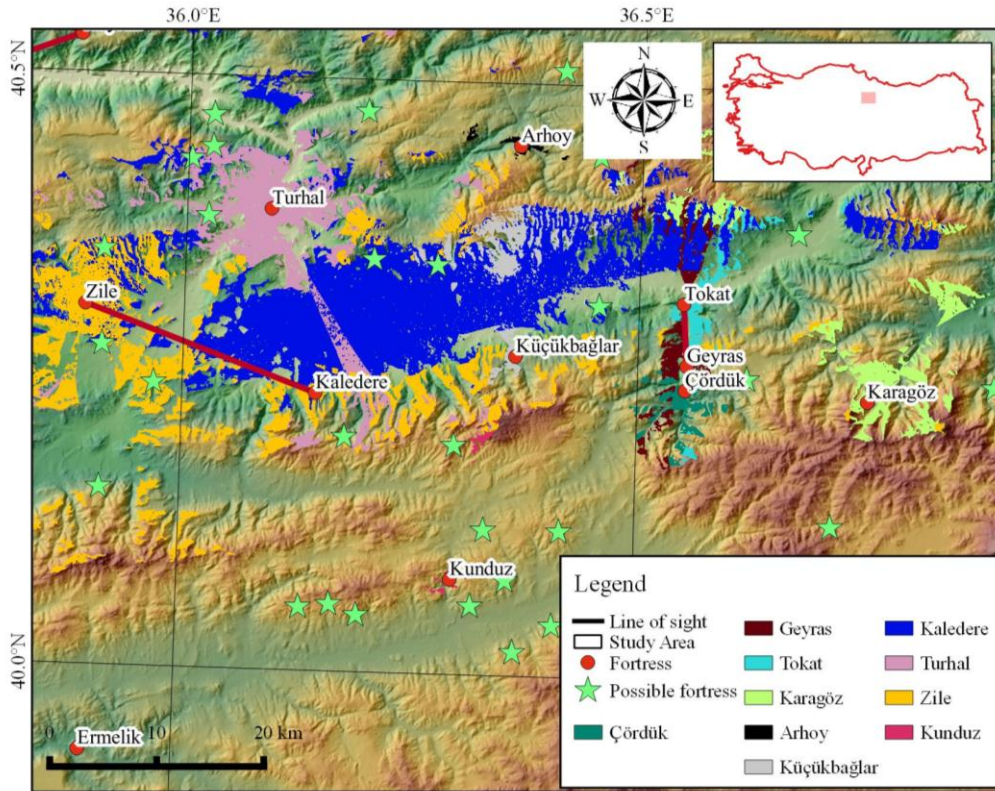 36.0°E
36.5°E
40.5°N
N
W
E
S
Arhoy
Turhal
Zile
Tokat
Küçükbağlar
Geyras
Kaledere
Çördük
Karagöz
Kunduz
40.0°N
Ermelik
0 10 20 km
Legend
Line of sight
Study Area
Fortress
Possible fortress
Çördük
Geyras
Tokat
Karagöz
Arhoy
Küçükbağlar
Kaledere
Turhal
Zile
Kunduz